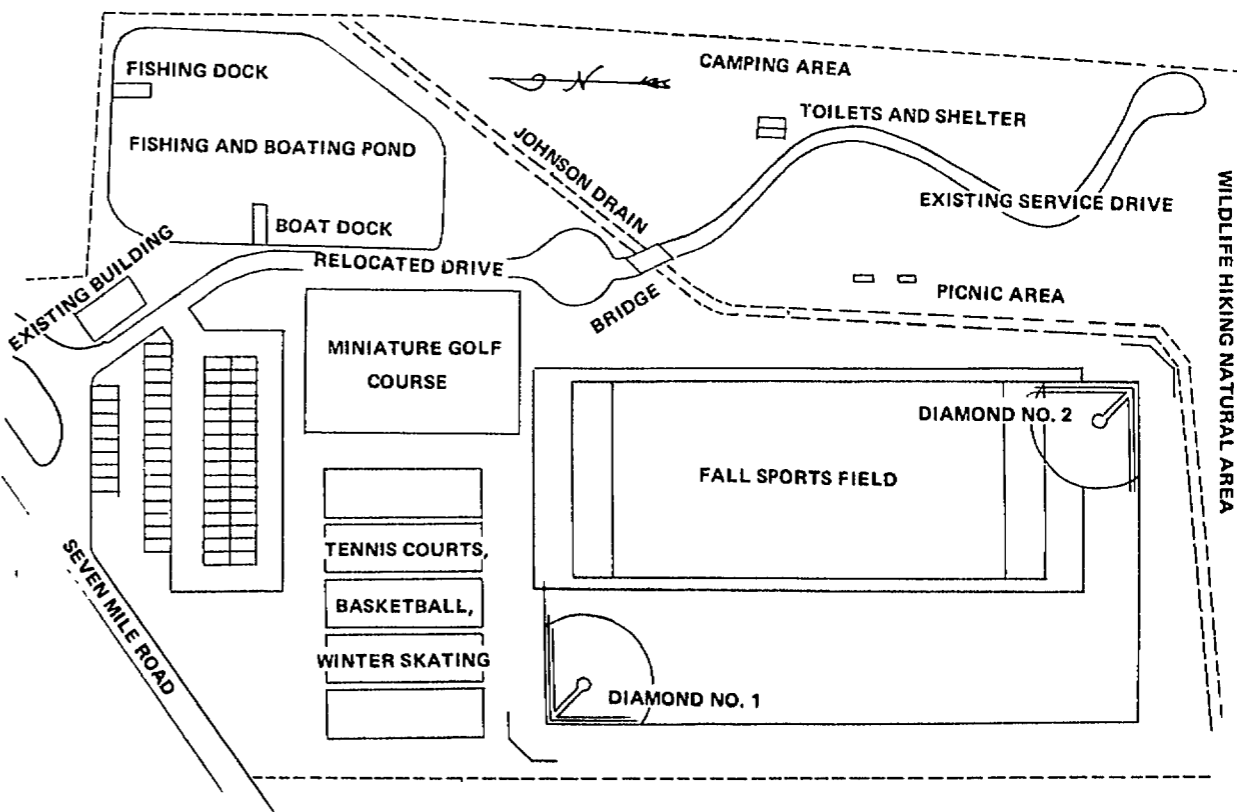 FISHING DOCK
N
CAMPING AREA
TOILETS AND SHELTER
FISHING AND BOATING POND
JOHNSON DRAIN
EXISTING SERVICE DRIVE
WILDLIFE HIKING NATURAL AREA
BOAT DOCK
EXISTING BUILDING
RELOCATED DRIVE
BRIDGE
PICNIC AREA
MINIATURE GOLF
COURSE
DIAMOND NO. 2
FALL SPORTS FIELD
TENNIS COURTS,
BASKETBALL,
WINTER SKATING
SEVEN MILE ROAD
DIAMOND NO. 1